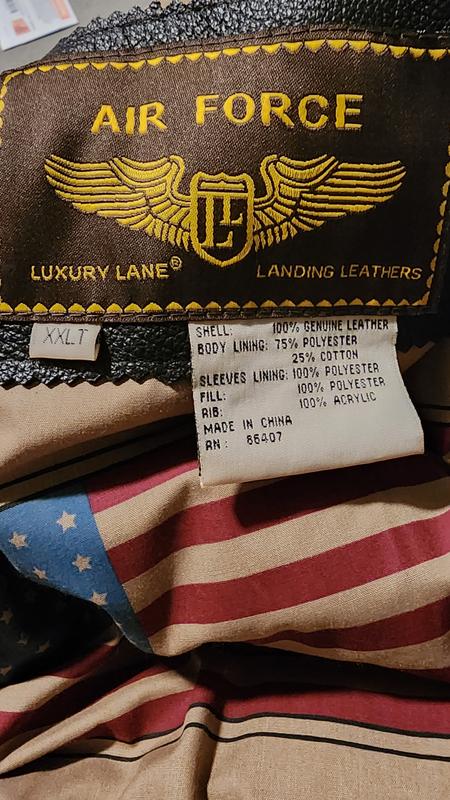 AIR FORCE
LL
LUXURY LANE® LANDING LEATHERS
XXLT
SHELL: 100% GENUINE LEATHER
BODY LINING: 75% POLYESTER
25% COTTON
SLEEVES LINING: 100% POLYESTER
FILL: 100% POLYESTER
RIB: 100% ACRYLIC
MADE IN CHINA
RN : 86407